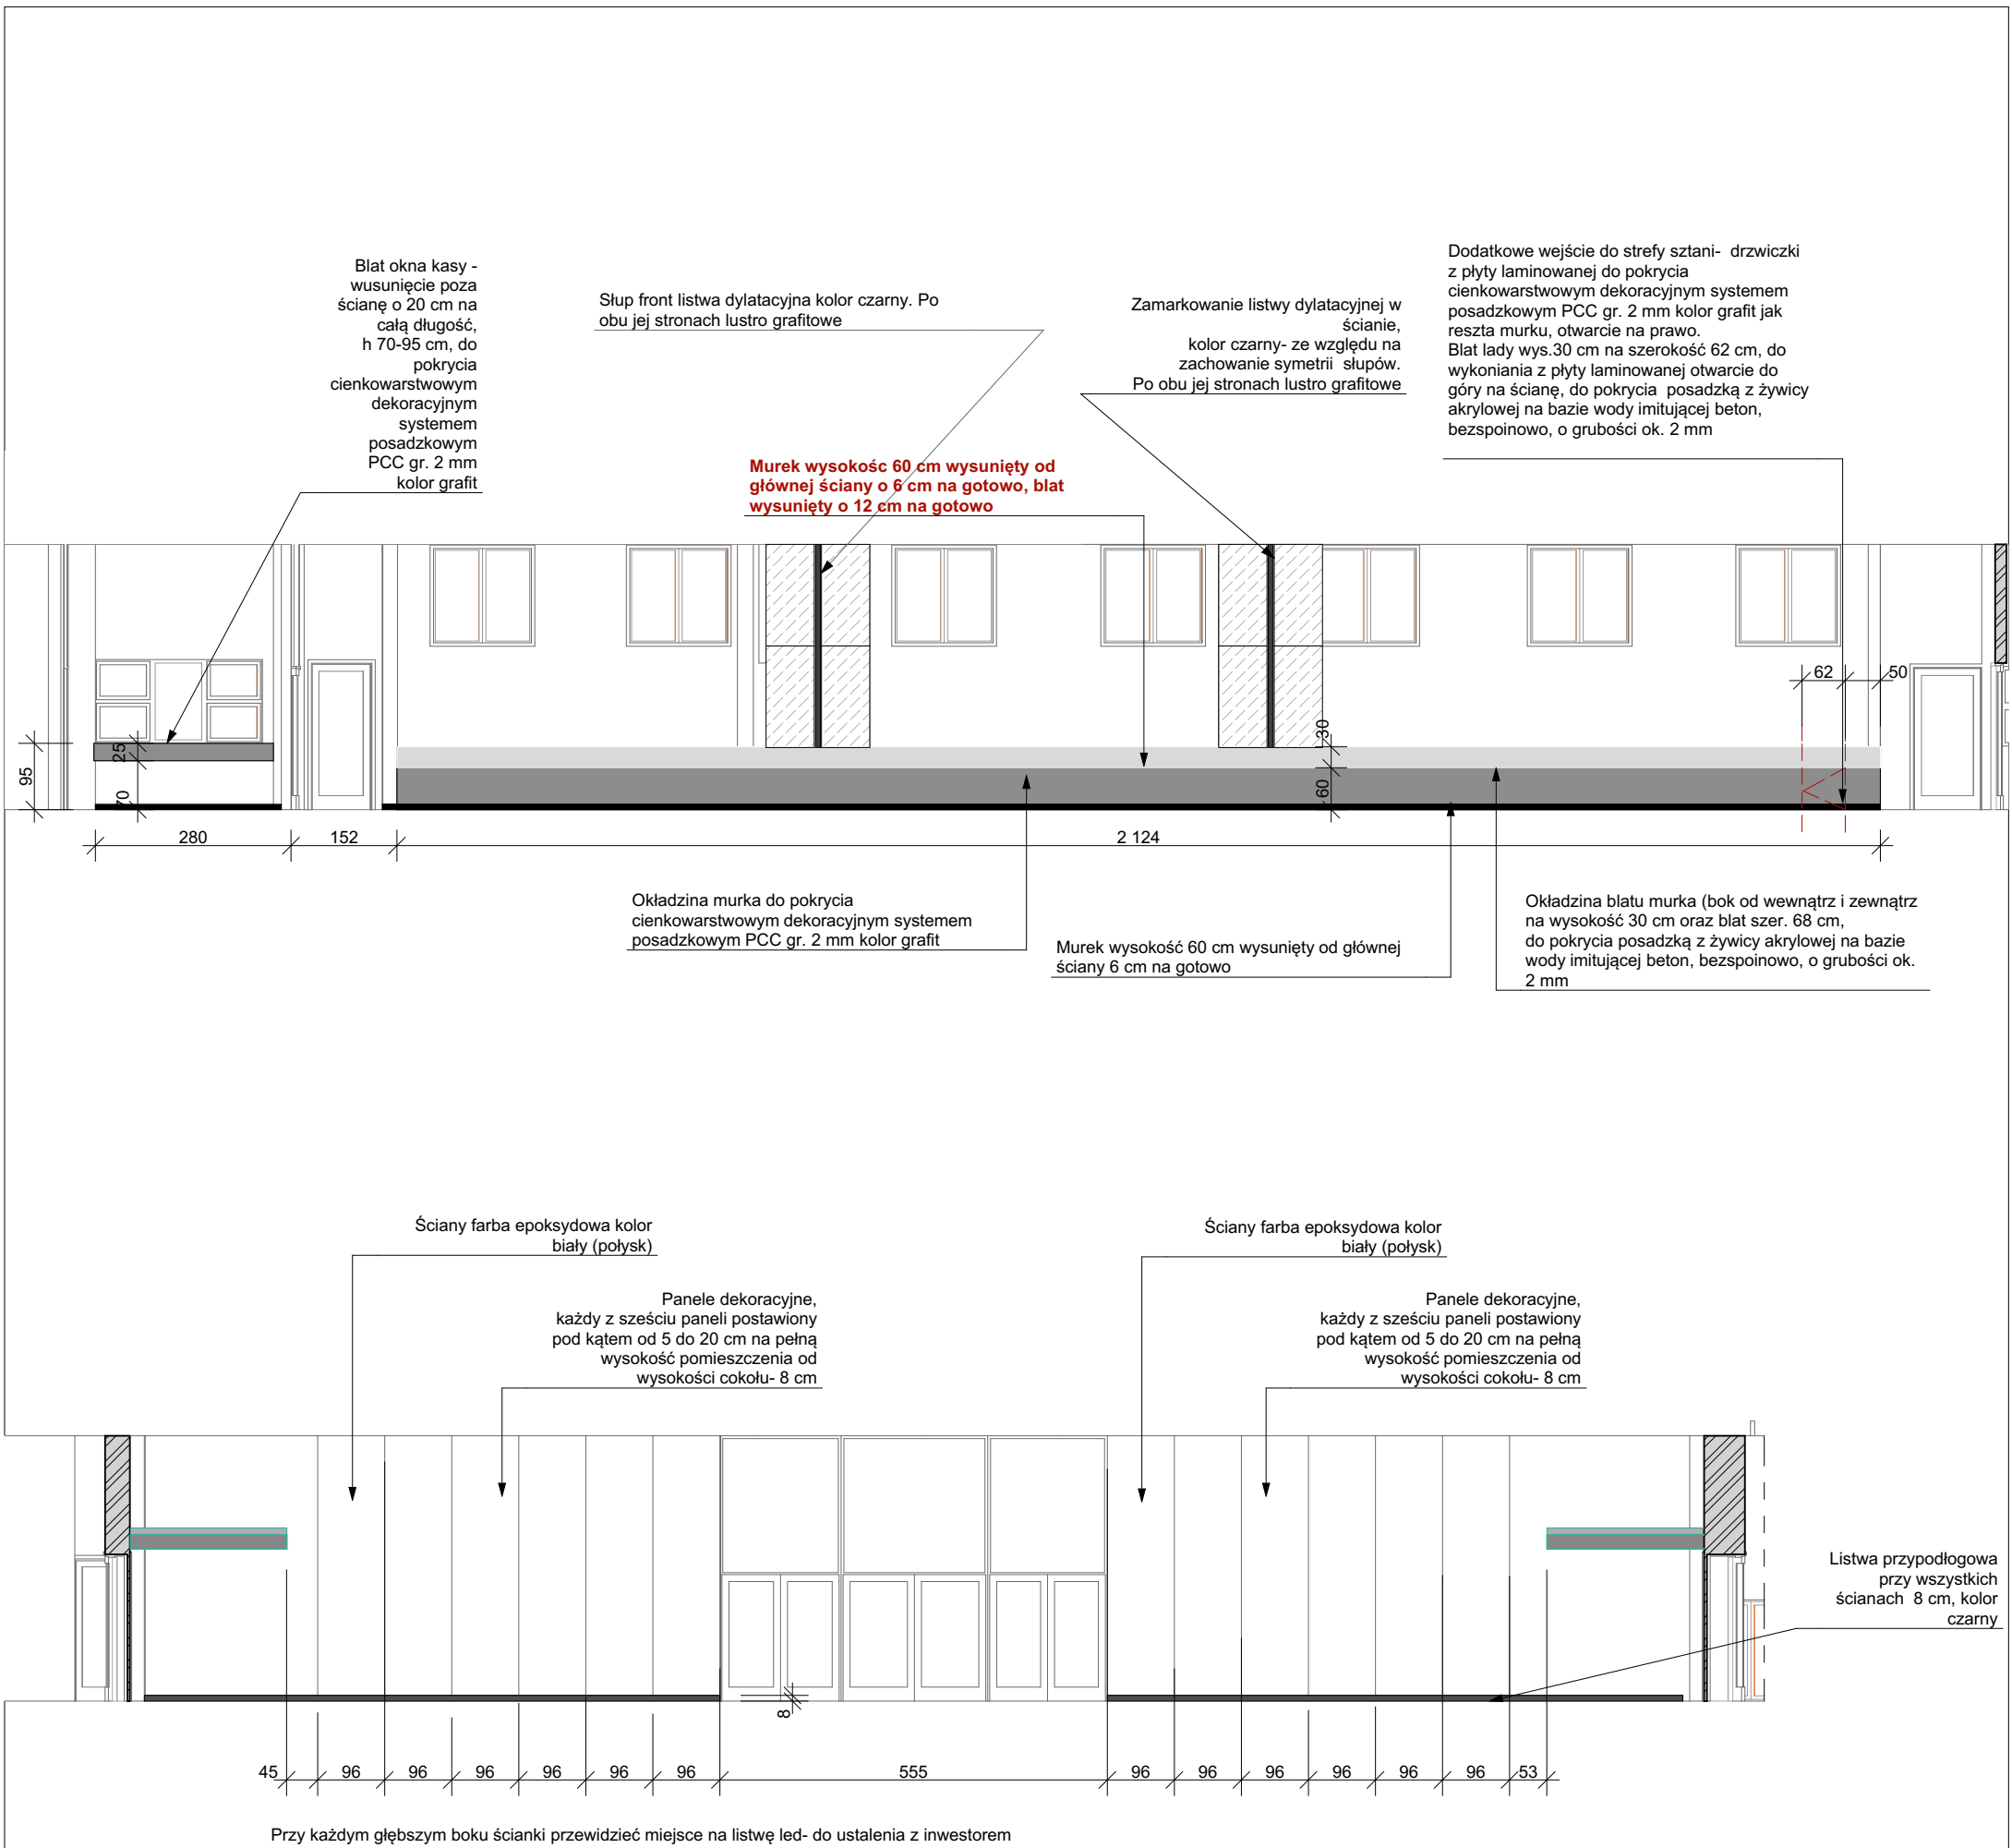 Blat okna kasy -
wusunięcie poza
ścianę o 20 cm na
całą długość,
h 70-95 cm, do
pokrycia
cienkowarstwowym
dekoracyjnym
systemem
posadzkowym
PCC gr. 2 mm
kolor grafit
Słup front listwa dylatacyjna kolor czarny. Po
obu jej stronach lustro grafitowe
Zamarkowanie listwy dylatacyjnej w
ścianie,
kolor czarny- ze względu na
zachowanie symetrii słupów.
Po obu jej stronach lustro grafitowe
Dodatkowe wejście do strefy sztani- drzwiczki
z płyty laminowanej do pokrycia
cienkowarstwowym dekoracyjnym systemem
posadzkowym PCC gr. 2 mm kolor grafit jak
reszta murku, otwarcie na prawo.
Blat lady wys.30 cm na szerokość 62 cm, do
wykoniania z płyty laminowanej otwarcie do
góry na ścianę, do pokrycia posadzką z żywicy
akrylowej na bazie wody imitującej beton,
bezspoinowo, o grubości ok. 2 mm
Murek wysokośc 60 cm wysunięty od
głównej ściany o 6 cm na gotowo, blat
wysunięty o 12 cm na gotowo
62
50
95
25
70
30
60
280
152
2 124
Okładzina murka do pokrycia
cienkowarstwowym dekoracyjnym systemem
posadzkowym PCC gr. 2 mm kolor grafit
Murek wysokość 60 cm wysunięty od głównej
ściany 6 cm na gotowo
Okładzina blatu murka (bok od wewnątrz i zewnątrz
na wysokość 30 cm oraz blat szer. 68 cm,
do pokrycia posadzką z żywicy akrylowej na bazie
wody imitującej beton, bezspoinowo, o grubości ok.
2 mm
Ściany farba epoksydowa kolor
biały (połysk)
Panele dekoracyjne,
każdy z sześciu paneli postawiony
pod kątem od 5 do 20 cm na pełną
wysokość pomieszczenia od
wysokości cokołu- 8 cm
Ściany farba epoksydowa kolor
biały (połysk)
Panele dekoracyjne,
każdy z sześciu paneli postawiony
pod kątem od 5 do 20 cm na pełną
wysokość pomieszczenia od
wysokości cokołu- 8 cm
Listwa przypodłogowa
przy wszystkich
ścianach 8 cm, kolor
czarny
8
45 96 96 96 96 96 96 555 96 96 96 96 96 96 53
Przy każdym głębszym boku ścianki przewidzieć miejsce na listwę led- do ustalenia z inwestorem